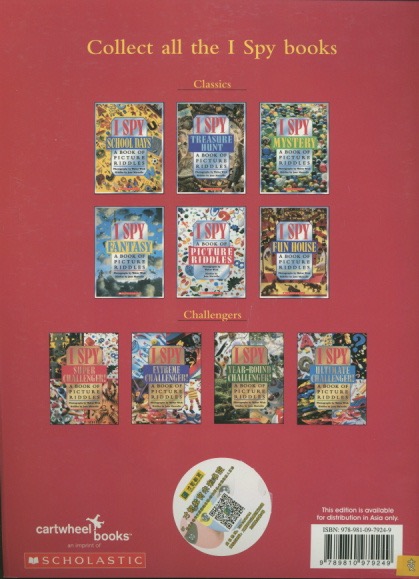 Collect all the I Spy books
Classics
I SPY
SCHOOL DAYS
A BOOK OF
PICTURE
RIDDLES
I SPY
TREASURE
HUNT
A BOOK OF
PICTURE
RIDDLES
I SPY
MYSTERY
A BOOK OF
PICTURE
RIDDLES
I SPY
FANTASY
A BOOK OF
PICTURE
RIDDLES
I SPY
A BOOK OF
PICTURE
RIDDLES
I SPY
FUN HOUSE
A BOOK OF
PICTURE
RIDDLES
Challengers
I SPY
SUPER
CHALLENGER!
A BOOK OF
PICTURE
RIDDLES
I SPY
EXTREME
CHALLENGER!
A BOOK OF
PICTURE
RIDDLES
I SPY
YEAR-ROUND
CHALLENGER!
A BOOK OF
PICTURE
RIDDLES
I SPY
ULTIMATE
CHALLENGER!
A BOOK OF
PICTURE
RIDDLES
cartwheel
books
an imprint of
SCHOLASTIC
This edition is available
for distribution in Asia only.
ISBN: 978-981-09-7924-9
9 789810 979249